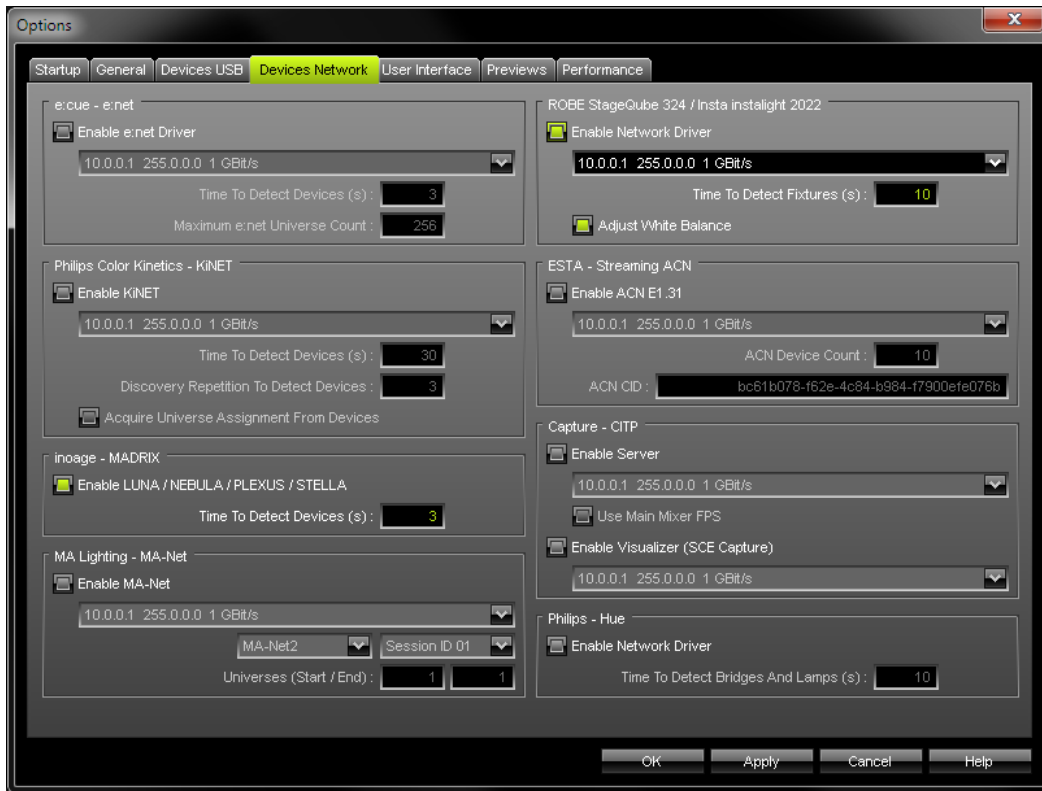 Options
Startup General Devices USB Devices Network User Interface Previews Performance
e:cue - e:net
Enable e:net Driver
10.0.0.1 255.0.0.0 1 GBit/s
Time To Detect Devices (s) : 3
Maximum e:net Universe Count : 256
Philips Color Kinetics - KiNET
Enable KiNET
10.0.0.1 255.0.0.0 1 GBit/s
Time To Detect Devices (s) : 30
Discovery Repetition To Detect Devices : 3
Acquire Universe Assignment From Devices
inoage - MADRIX
Enable LUNA / NEBULA / PLEXUS / STELLA
Time To Detect Devices (s) : 3
MA Lighting - MA-Net
Enable MA-Net
10.0.0.1 255.0.0.0 1 GBit/s
MA-Net2 Session ID 01
Universes (Start / End) : 1 1
ROBE StageQube 324 / Insta instalight 2022
Enable Network Driver
10.0.0.1 255.0.0.0 1 GBit/s
Time To Detect Fixtures (s) : 10
Adjust White Balance
ESTA - Streaming ACN
Enable ACN E1.31
10.0.0.1 255.0.0.0 1 GBit/s
ACN Device Count : 10
ACN CID : bc61b078-f62e-4c84-b984-f7900efe076b
Capture - CITP
Enable Server
10.0.0.1 255.0.0.0 1 GBit/s
Use Main Mixer FPS
Enable Visualizer (SCE Capture)
10.0.0.1 255.0.0.0 1 GBit/s
Philips - Hue
Enable Network Driver
Time To Detect Bridges And Lamps (s) : 10
OK Apply Cancel Help